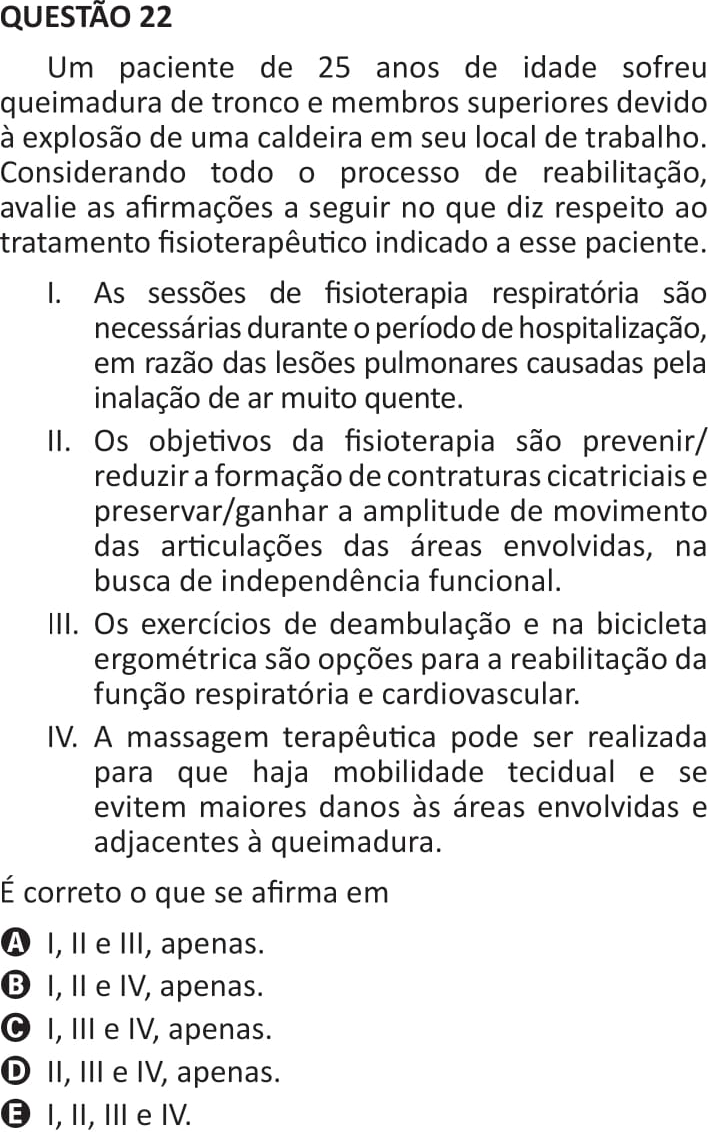 QUESTÃO 22
Um paciente de 25 anos de idade sofreu
queimadura de tronco e membros superiores devido
à explosão de uma caldeira em seu local de trabalho.
Considerando todo o processo de reabilitação,
avalie as afirmações a seguir no que diz respeito ao
tratamento fisioterapêutico indicado a esse paciente.
I. As sessões de fisioterapia respiratória são
necessárias durante o período de hospitalização,
em razão das lesões pulmonares causadas pela
inalação de ar muito quente.
II. Os objetivos da fisioterapia são prevenir/
reduzir a formação de contraturas cicatriciais e
preservar/ganhar a amplitude de movimento
das articulações das áreas envolvidas, na
busca de independência funcional.
III. Os exercícios de deambulação e na bicicleta
ergométrica são opções para a reabilitação da
função respiratória e cardiovascular.
IV. A massagem terapêutica pode ser realizada
para que haja mobilidade tecidual e se
evitem maiores danos às áreas envolvidas e
adjacentes à queimadura.
É correto o que se afirma em
A I, II e III, apenas.
B I, II e IV, apenas.
C I, III e IV, apenas.
D II, III e IV, apenas.
E I, II, III e IV.